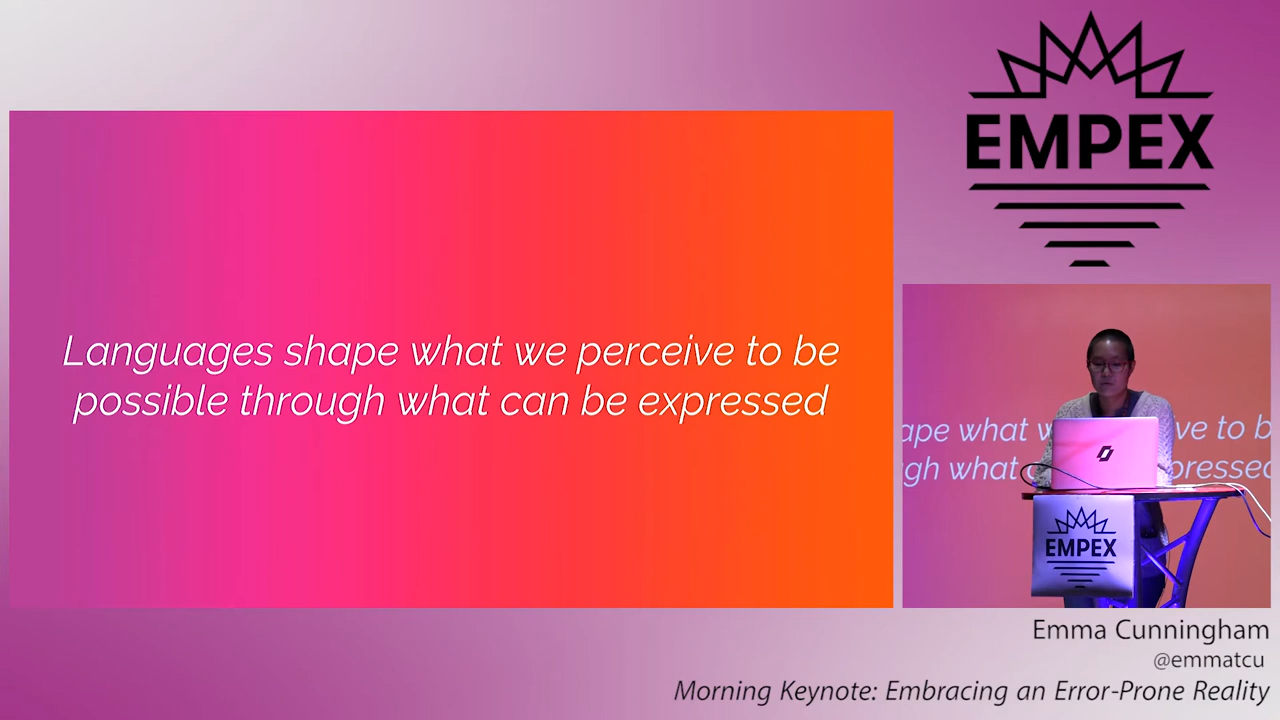 EMPEX
Languages shape what we perceive to be
possible through what can be expressed
ape what ve to b
gh what pressed
EMPEX
Emma Cunningham
@emmatcu
Morning Keynote: Embracing an Error-Prone Reality